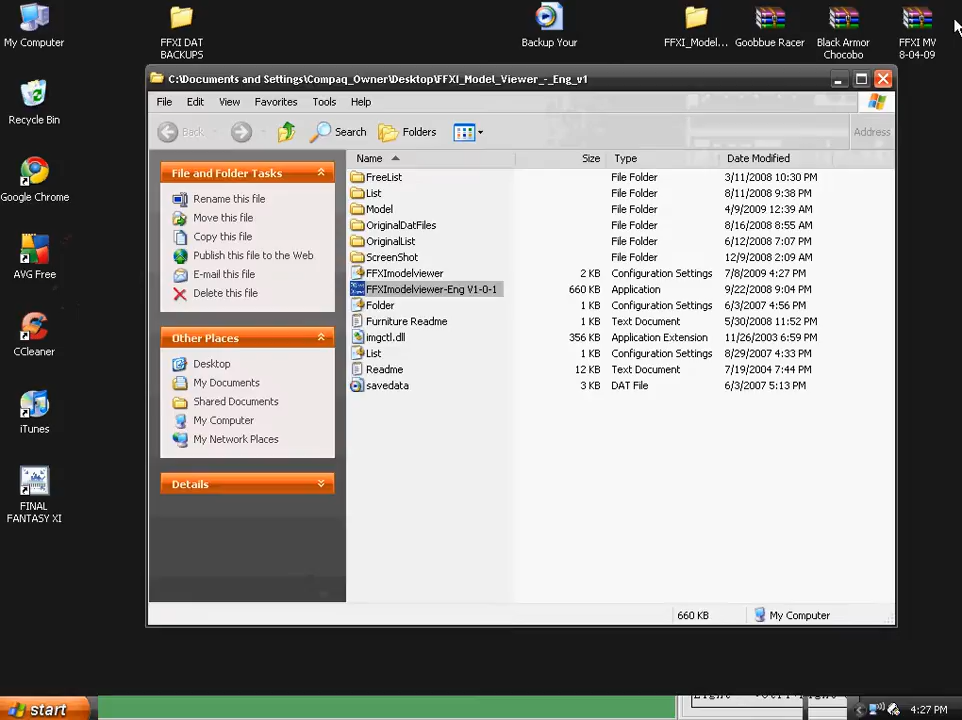 My Computer
FFXI DAT
BACKUPS
Backup Your
FFXI_Model...
Goobbue Racer
Black Armor
Chocobo
FFXI MV
8-04-09
Recycle Bin
Google Chrome
AVG Free
CCleaner
iTunes
FINAL
FANTASY XI
C:\Documents and Settings\Compaq_Owner\Desktop\FFXI_Model_Viewer_-_Eng_v1
File Edit View Favorites Tools Help
Back Search Folders Address
File and Folder Tasks
Rename this file
Move this file
Copy this file
Publish this file to the Web
E-mail this file
Delete this file
Other Places
Desktop
My Documents
Shared Documents
My Computer
My Network Places
Details
Name Size Type Date Modified
FreeList File Folder 3/11/2008 10:30 PM
List File Folder 8/11/2008 9:38 PM
Model File Folder 4/9/2009 12:39 AM
OriginalDatFiles File Folder 8/16/2008 8:55 AM
OriginalList File Folder 6/12/2008 7:07 PM
ScreenShot File Folder 12/9/2008 2:09 AM
FFXImodelviewer 2 KB Configuration Settings 7/8/2009 4:27 PM
FFXImodelviewer-Eng V1-0-1 660 KB Application 9/22/2008 9:04 PM
Folder 1 KB Configuration Settings 6/3/2007 4:56 PM
Furniture Readme 1 KB Text Document 5/30/2008 11:52 PM
imgctl.dll 356 KB Application Extension 11/26/2003 6:59 PM
List 1 KB Configuration Settings 8/29/2007 4:33 PM
Readme 12 KB Text Document 7/19/2004 7:44 PM
savedata 3 KB DAT File 6/3/2007 5:13 PM
660 KB My Computer
start
4:27 PM